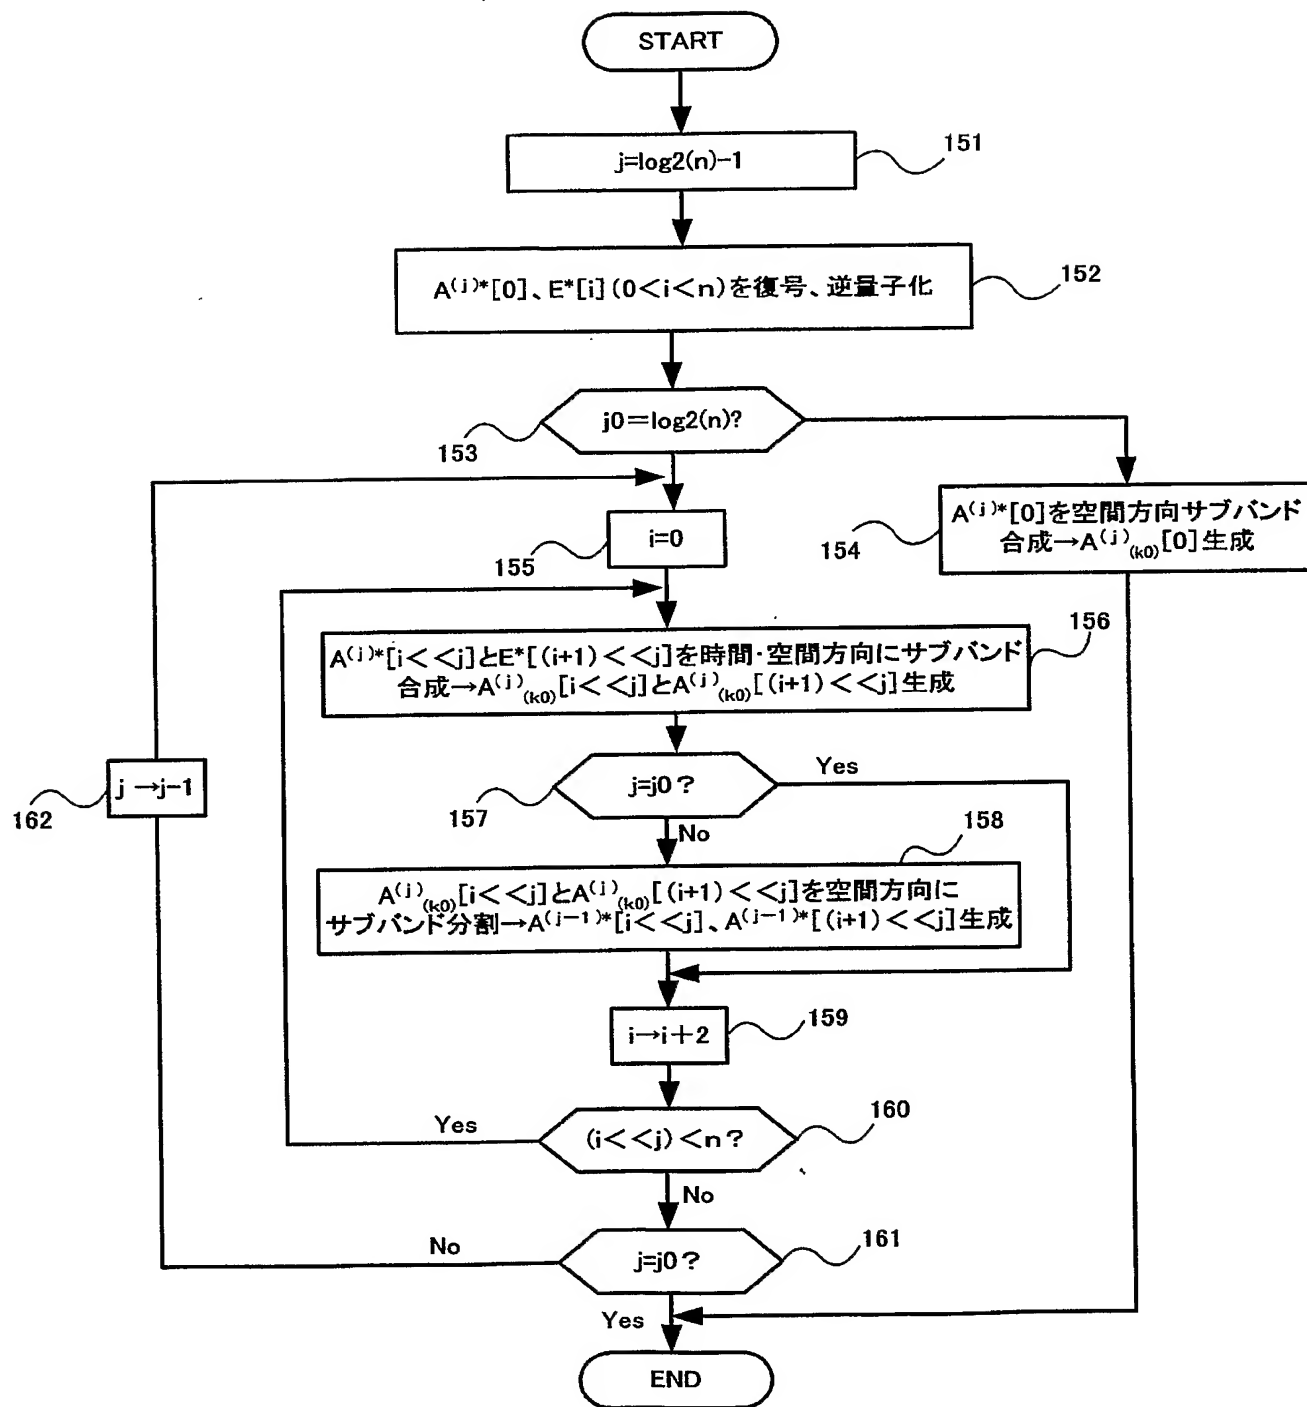 START
j=log2(n)-1
151
A(j)*[0]、E*[i](0<i<n)を復号、逆量子化
152
j0=log2(n)?
153
A(j)*[0]を空間方向サブバンド
合成→A(j)(k0)[0]生成
154
i=0
155
A(j)*[i<<j]とE*[(i+1)<<j]を時間・空間方向にサブバンド
合成→A(j)(k0)[i<<j]とA(j)(k0)[(i+1)<<j]生成
156
j=j0?
157
Yes
No
j→j-1
162
A(j)(k0)[i<<j]とA(j)(k0)[(i+1)<<j]を空間方向に
サブバンド分割→A(j-1)*[i<<j]、A(j-1)*[(i+1)<<j]生成
158
i→i+2
159
(i<<j)<n?
160
Yes
No
j=j0?
161
No
Yes
END